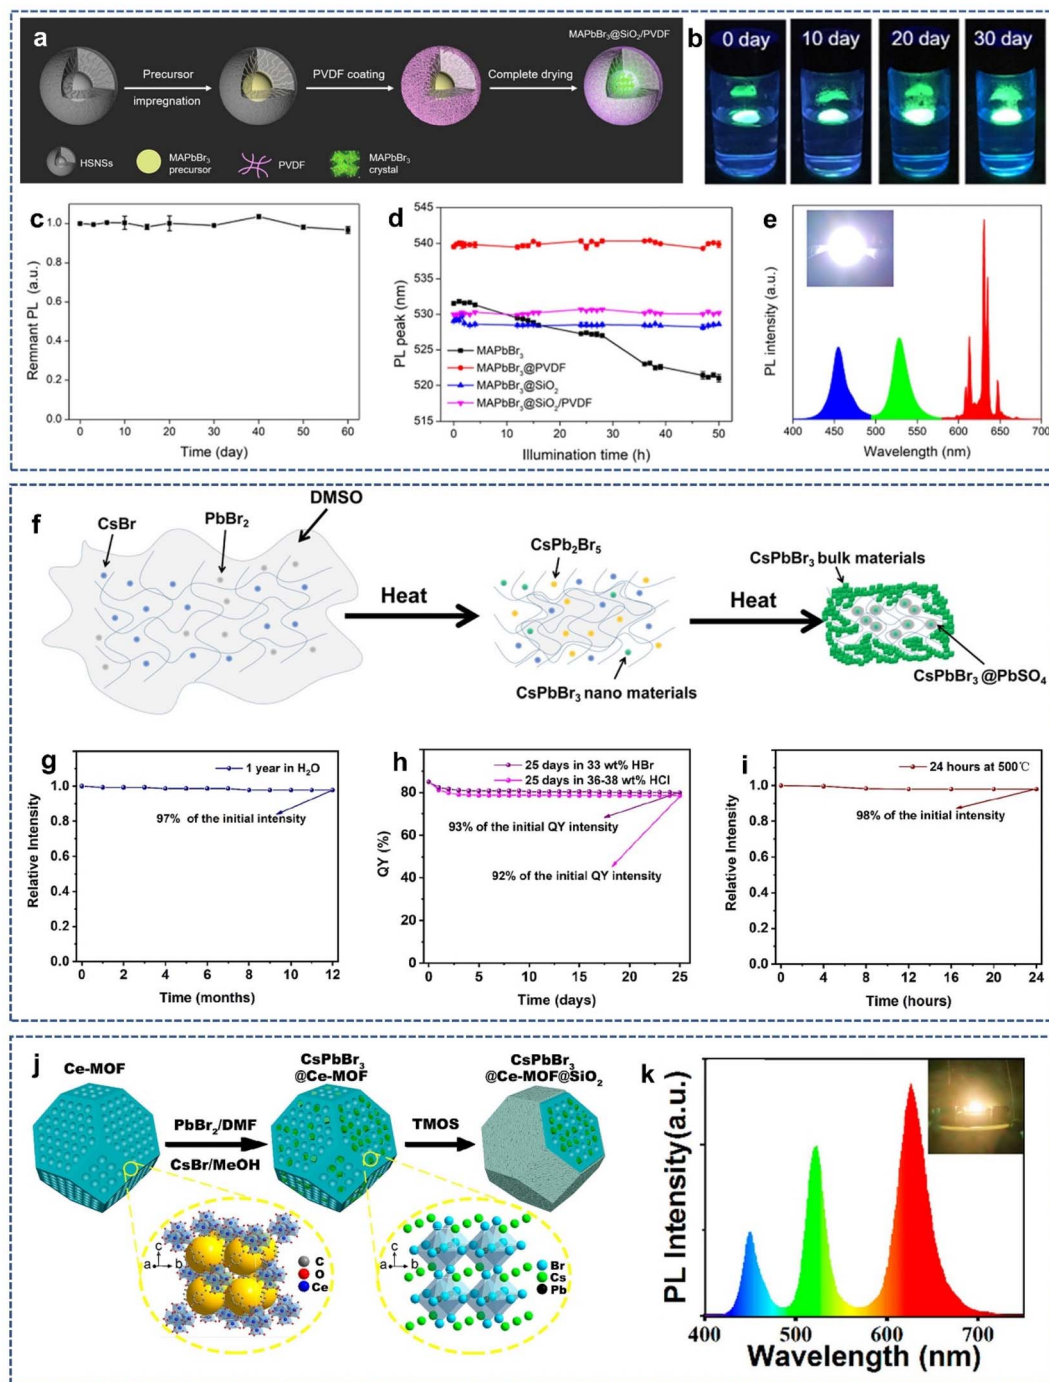 a
MAPbBr3@SiO2/PVDF
Precursor
impregnation
PVDF coating
Complete drying
HSNSs
MAPbBr3
precursor
PVDF
MAPbBr3
crystal
b
0 day
10 day
20 day
30 day
c
Remnant PL (a.u.)
1.0
0.8
0.6
0.4
0.2
0.0
0 10 20 30 40 50 60
Time (day)
d
PL peak (nm)
545
540
535
530
525
520
515
MAPbBr3
MAPbBr3@PVDF
MAPbBr3@SiO2
MAPbBr3@SiO2/PVDF
0 10 20 30 40 50
Illumination time (h)
e
PL intensity (a.u.)
400 450 500 550 600 650 700
Wavelength (nm)
f
CsBr
PbBr2
DMSO
Heat
CsPb2Br5
CsPbBr3 nano materials
Heat
CsPbBr3 bulk materials
CsPbBr3@PbSO4
g
Relative Intensity
1.0
0.8
0.6
0.4
0.2
0.0
1 year in H2O
97% of the initial intensity
0 2 4 6 8 10 12
Time (months)
h
QY (%)
80
60
40
20
0
25 days in 33 wt% HBr
25 days in 36-38 wt% HCl
93% of the initial QY intensity
92% of the initial QY intensity
0 5 10 15 20 25
Time (days)
i
Relative Intensity
1.0
0.8
0.6
0.4
0.2
0.0
24 hours at 500℃
98% of the initial intensity
0 4 8 12 16 20 24
Time (hours)
j
Ce-MOF
PbBr2/DMF
CsBr/MeOH
CsPbBr3
@Ce-MOF
TMOS
CsPbBr3
@Ce-MOF@SiO2
c
a b
C
O
Ce
c
a b
Br
Cs
Pb
k
PL Intensity(a.u.)
400 500 600 700
Wavelength (nm)